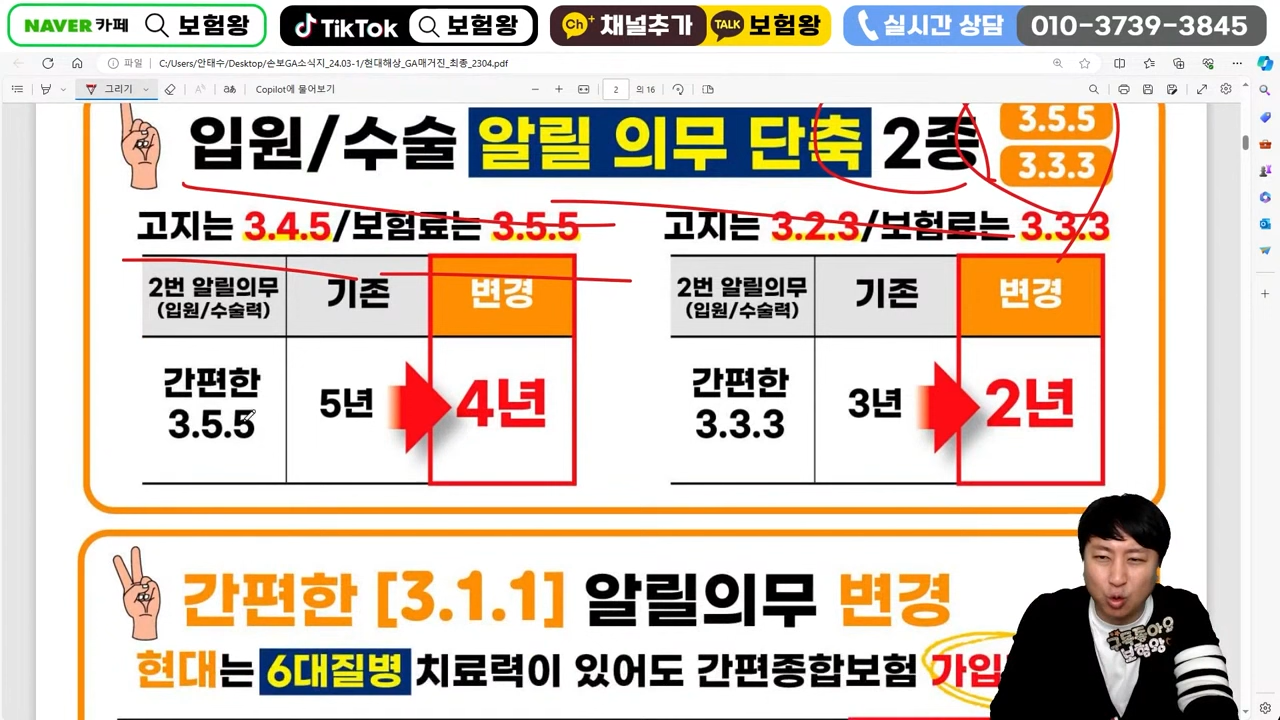 NAVER 카페 보험왕
TikTok 보험왕
Ch+ 채널추가 TALK 보험왕
실시간 상담 010-3739-3845
파일 C:/Users/안태수/Desktop/손보GA소식지_24.03-1/현대해상_GA매거진_최종_2304.pdf
그리기 aあ Copilot에 물어보기 2 의 16
입원/수술 알릴 의무 단축 2종 3.5.5
3.3.3
고지는 3.4.5/보험료는 3.5.5
2번 알릴의무
(입원/수술력)
기존
변경
간편한
3.5.5
5년
4년
고지는 3.2.3/보험료는 3.3.3
2번 알릴의무
(입원/수술력)
기존
변경
간편한
3.3.3
3년
2년
간편한 [3.1.1] 알릴의무 변경
현대는 6대질병 치료력이 있어도 간편종합보험 가입
보험왕